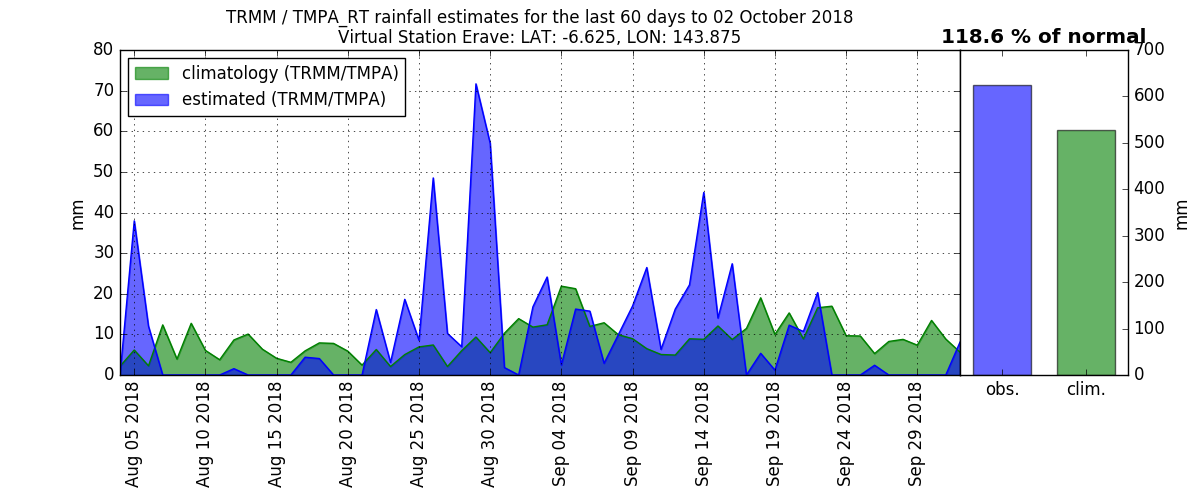 TRMM / TMPA_RT rainfall estimates for the last 60 days to 02 October 2018
Virtual Station Erave: LAT: -6.625, LON: 143.875
118.6 % of normal
climatology (TRMM/TMPA)
estimated (TRMM/TMPA)
mm
80
70
60
50
40
30
20
10
0
Aug 05 2018
Aug 10 2018
Aug 15 2018
Aug 20 2018
Aug 25 2018
Aug 30 2018
Sep 04 2018
Sep 09 2018
Sep 14 2018
Sep 19 2018
Sep 24 2018
Sep 29 2018
obs.
clim.
700
600
500
400
300
200
100
0
mm